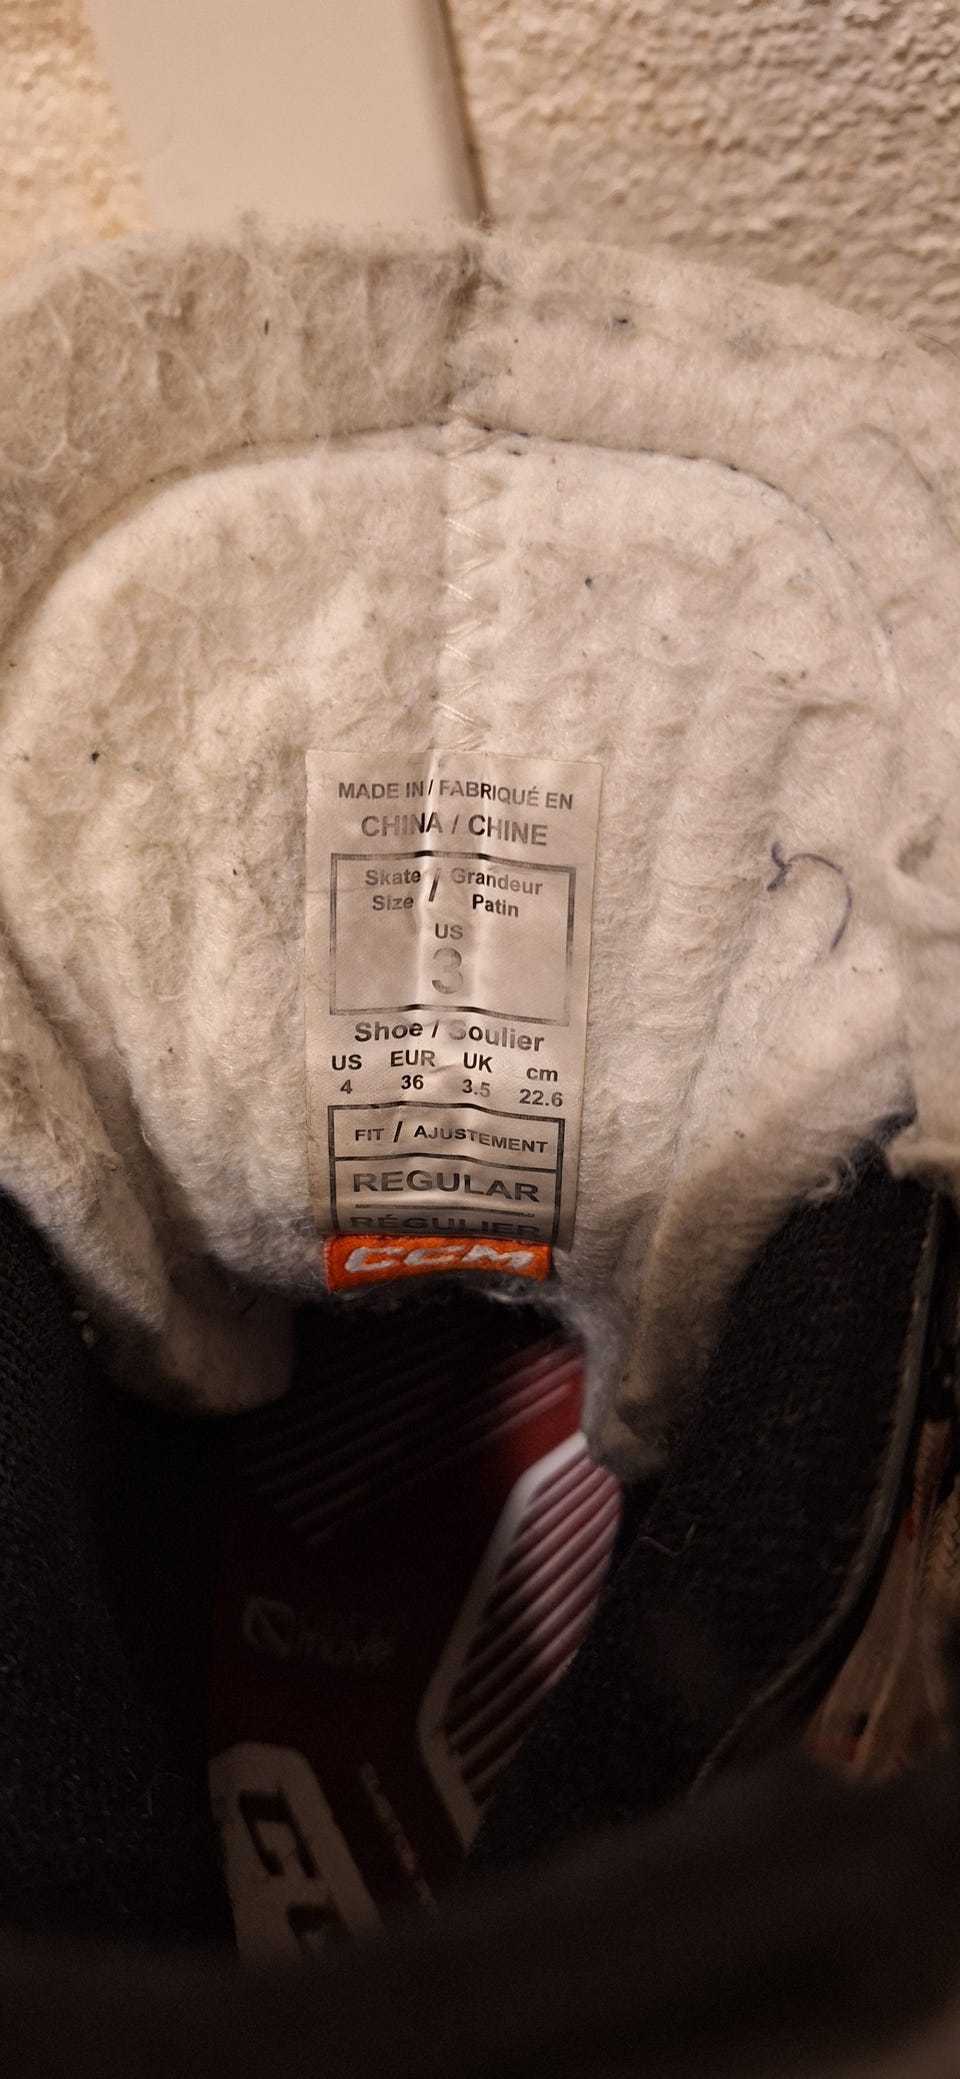 MADE IN / FABRIQUÉ EN
CHINA / CHINE
Skate / Grandeur
Size Patin
US
3
Shoe / Soulier
US EUR UK cm
4 36 3.5 22.6
FIT / AJUSTEMENT
REGULAR
RÉGULIER
CCM